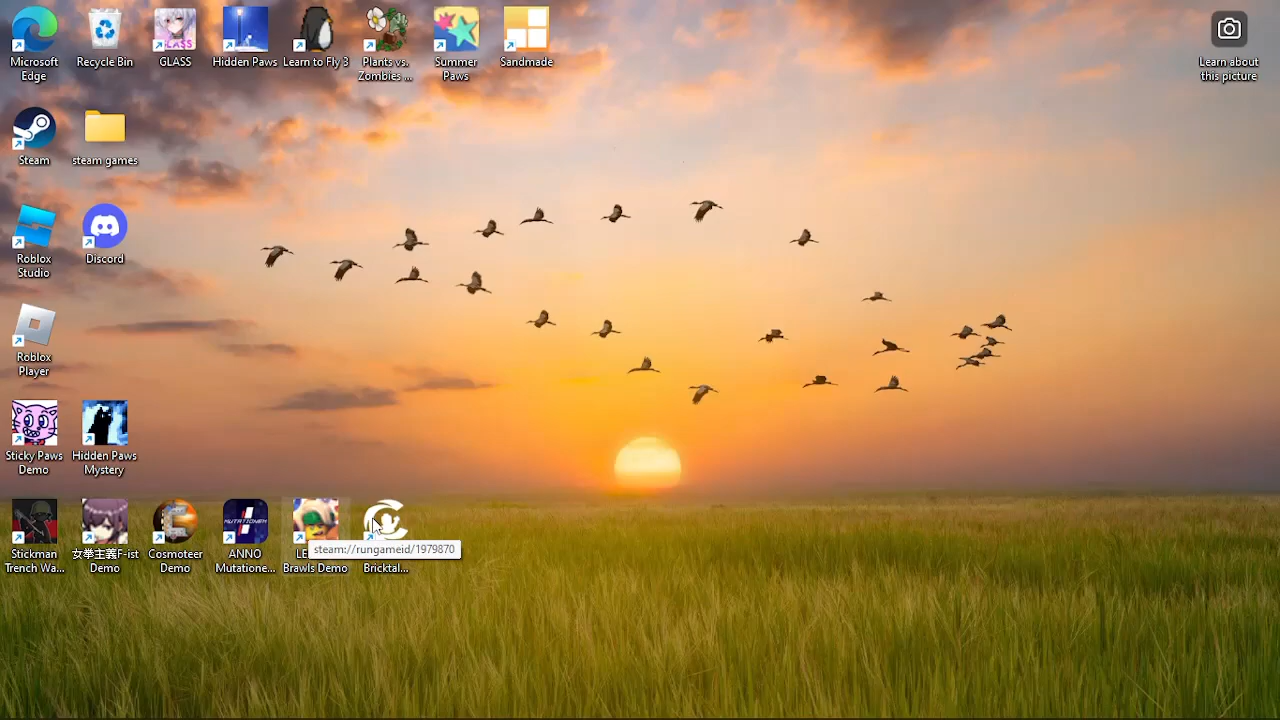 Microsoft
Edge
Recycle Bin
GLASS
GLASS
Hidden Paws
Learn to Fly 3
Plants vs.
Zombies ...
Summer
Paws
Sandmade
Learn about
this picture
Steam
steam games
Roblox
Studio
Discord
Roblox
Player
Sticky Paws
Demo
Hidden Paws
Mystery
Stickman
Trench Wa...
女拳主義F-ist
Demo
Cosmoteer
Demo
MUTATIONEM
ANNO
Mutatione...
LE
Brawls Demo
steam://rungameid/1979870
Bricktal...